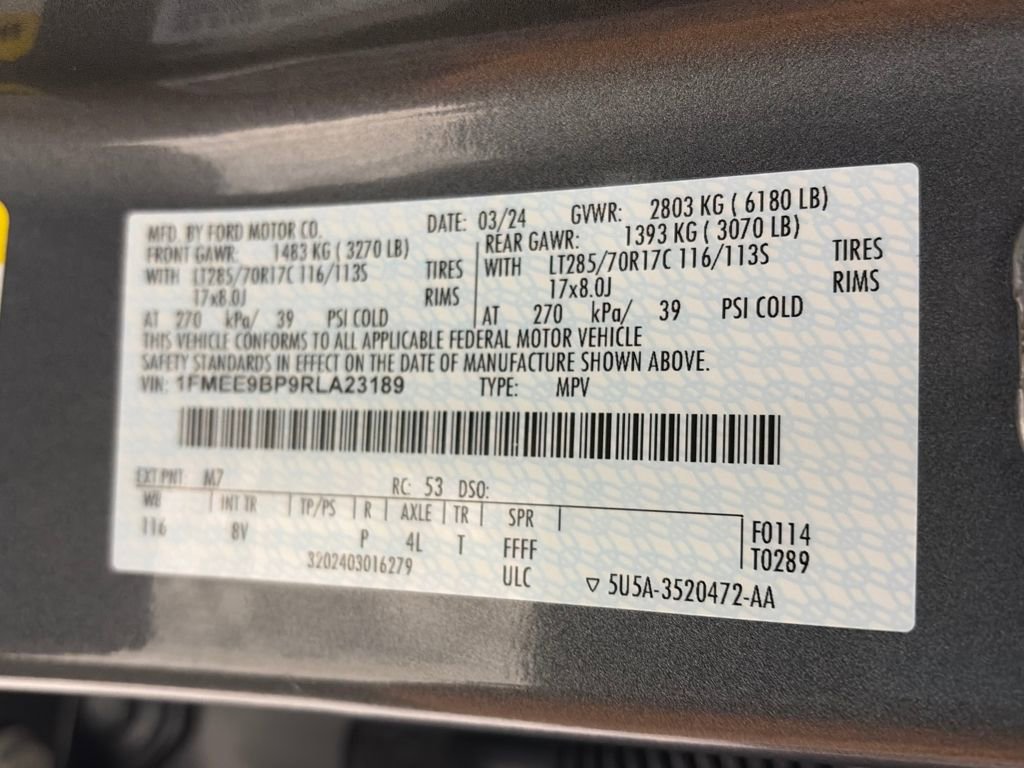 MFD. BY FORD MOTOR CO.
DATE: 03/24 GVWR: 2803 KG ( 6180 LB)
FRONT GAWR: 1483 KG ( 3270 LB) REAR GAWR: 1393 KG ( 3070 LB)
WITH LT285/70R17C 116/113S TIRES WITH LT285/70R17C 116/113S TIRES
17x8.0J RIMS 17x8.0J RIMS
AT 270 kPa/ 39 PSI COLD AT 270 kPa/ 39 PSI COLD
THIS VEHICLE CONFORMS TO ALL APPLICABLE FEDERAL MOTOR VEHICLE
SAFETY STANDARDS IN EFFECT ON THE DATE OF MANUFACTURE SHOWN ABOVE.
VIN: 1FMEE9BP9RLA23189 TYPE: MPV
EXT PNT: M7 RC: 53 DSO:
WB INT TR TP/PS R AXLE TR SPR
116 8V P 4L T FFFF
F0114
T0289
3202403016279 ULC
▽ 5U5A-3520472-AA